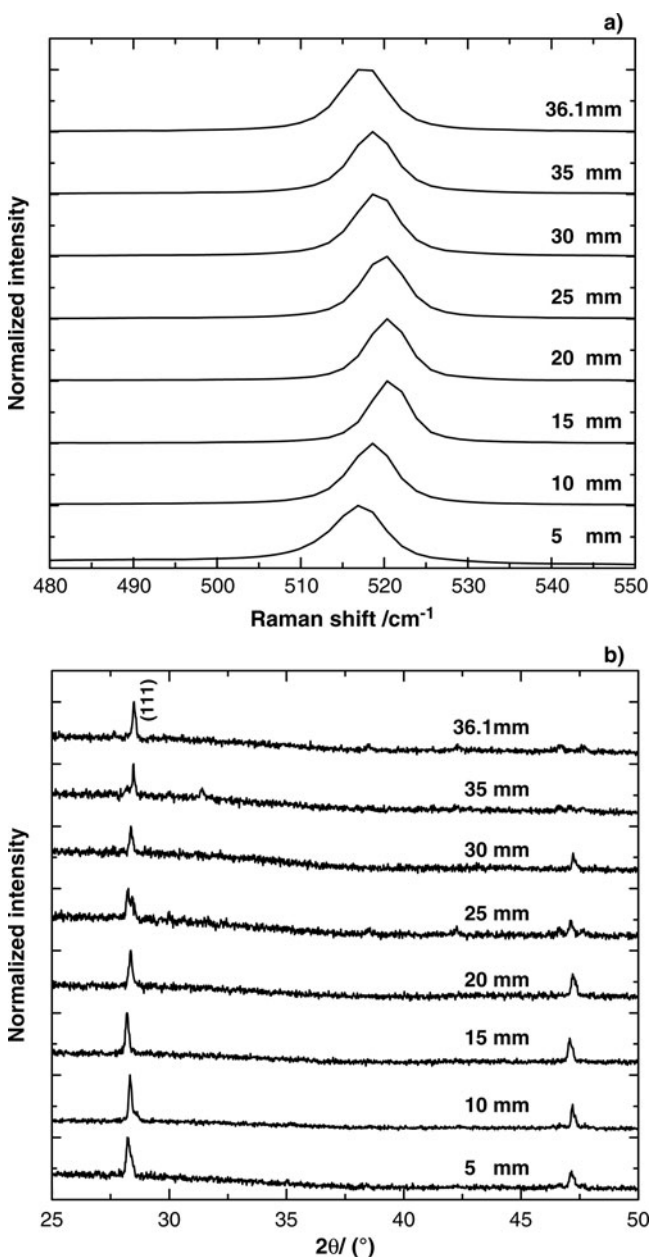 a)
Normalized intensity
36.1mm
35 mm
30 mm
25 mm
20 mm
15 mm
10 mm
5 mm
480 490 500 510 520 530 540 550
Raman shift /cm-1
b)
Normalized intensity
(111)
36.1mm
35 mm
30 mm
25 mm
20 mm
15 mm
10 mm
5 mm
25 30 35 40 45 50
2θ/ (°)